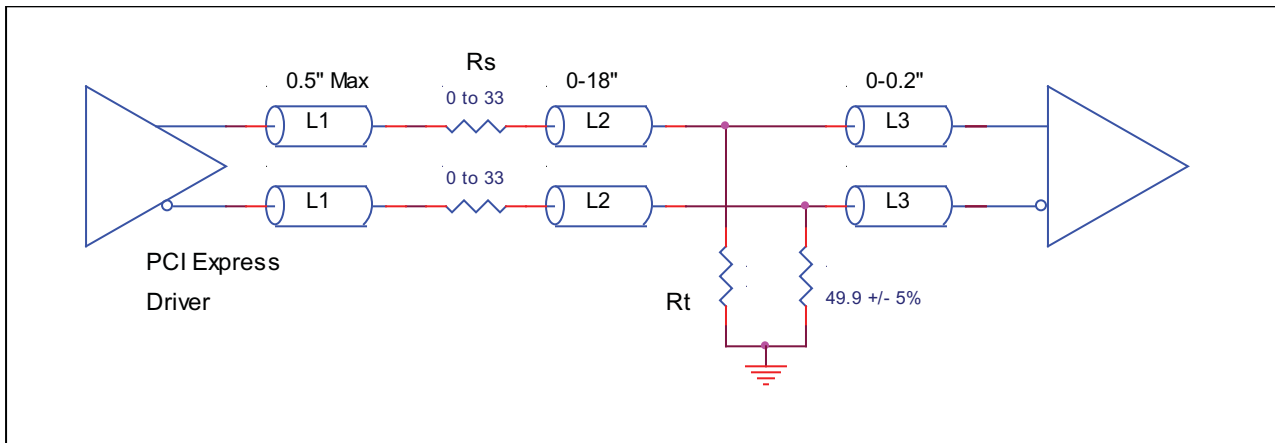 Rs
0.5" Max
0-18"
0-0.2"
0 to 33
L1
L2
L3
0 to 33
L1
L2
L3
PCI Express
Driver
Rt
49.9 +/- 5%